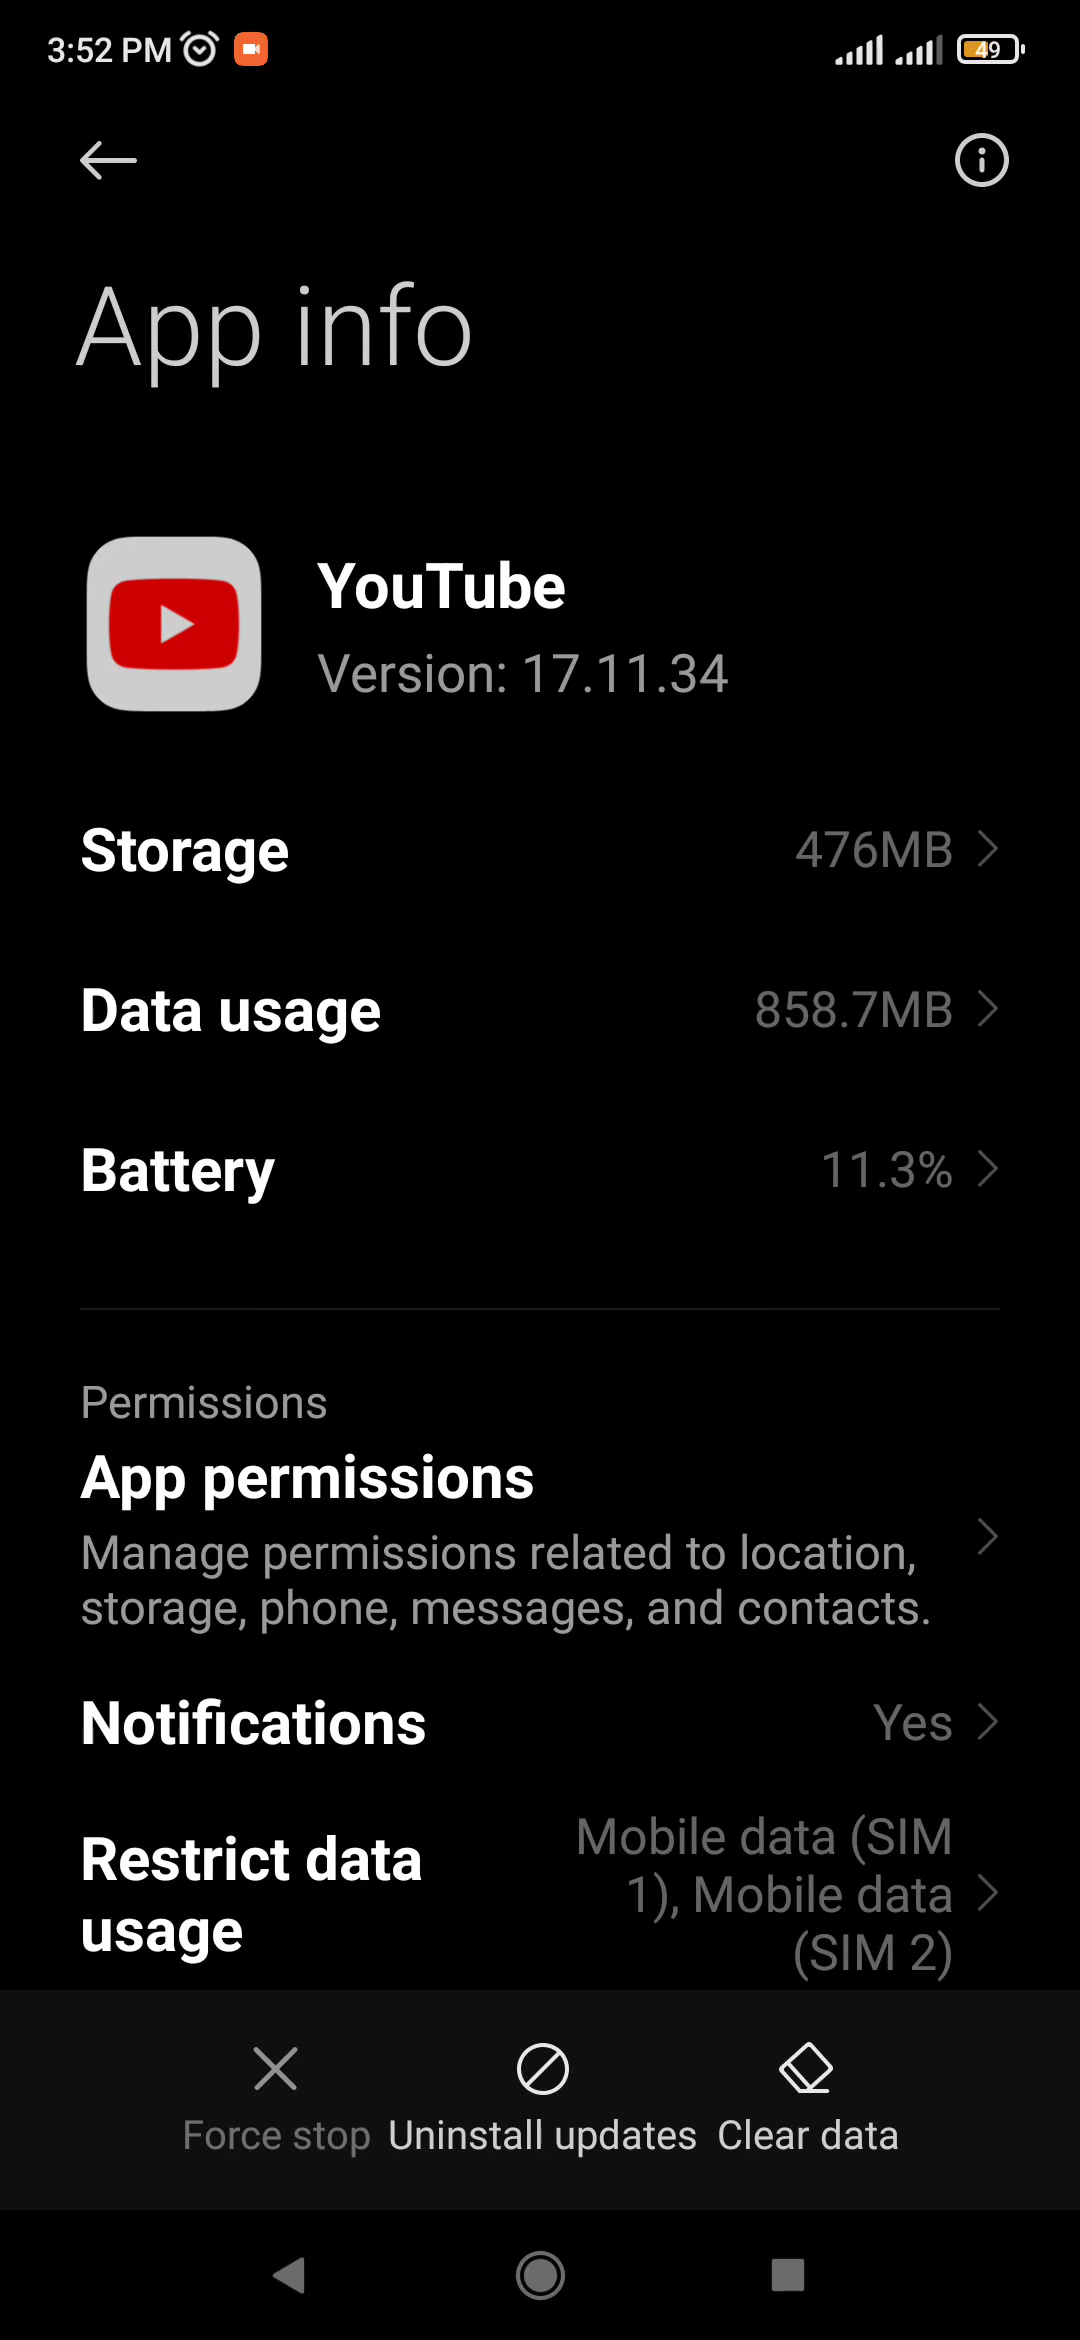 3:52 PM 49
App info
YouTube
Version: 17.11.34
Storage 476MB
Data usage 858.7MB
Battery 11.3%
Permissions
App permissions
Manage permissions related to location,
storage, phone, messages, and contacts.
Notifications Yes
Restrict data
usage
Mobile data (SIM
1), Mobile data
(SIM 2)
Force stop Uninstall updates Clear data